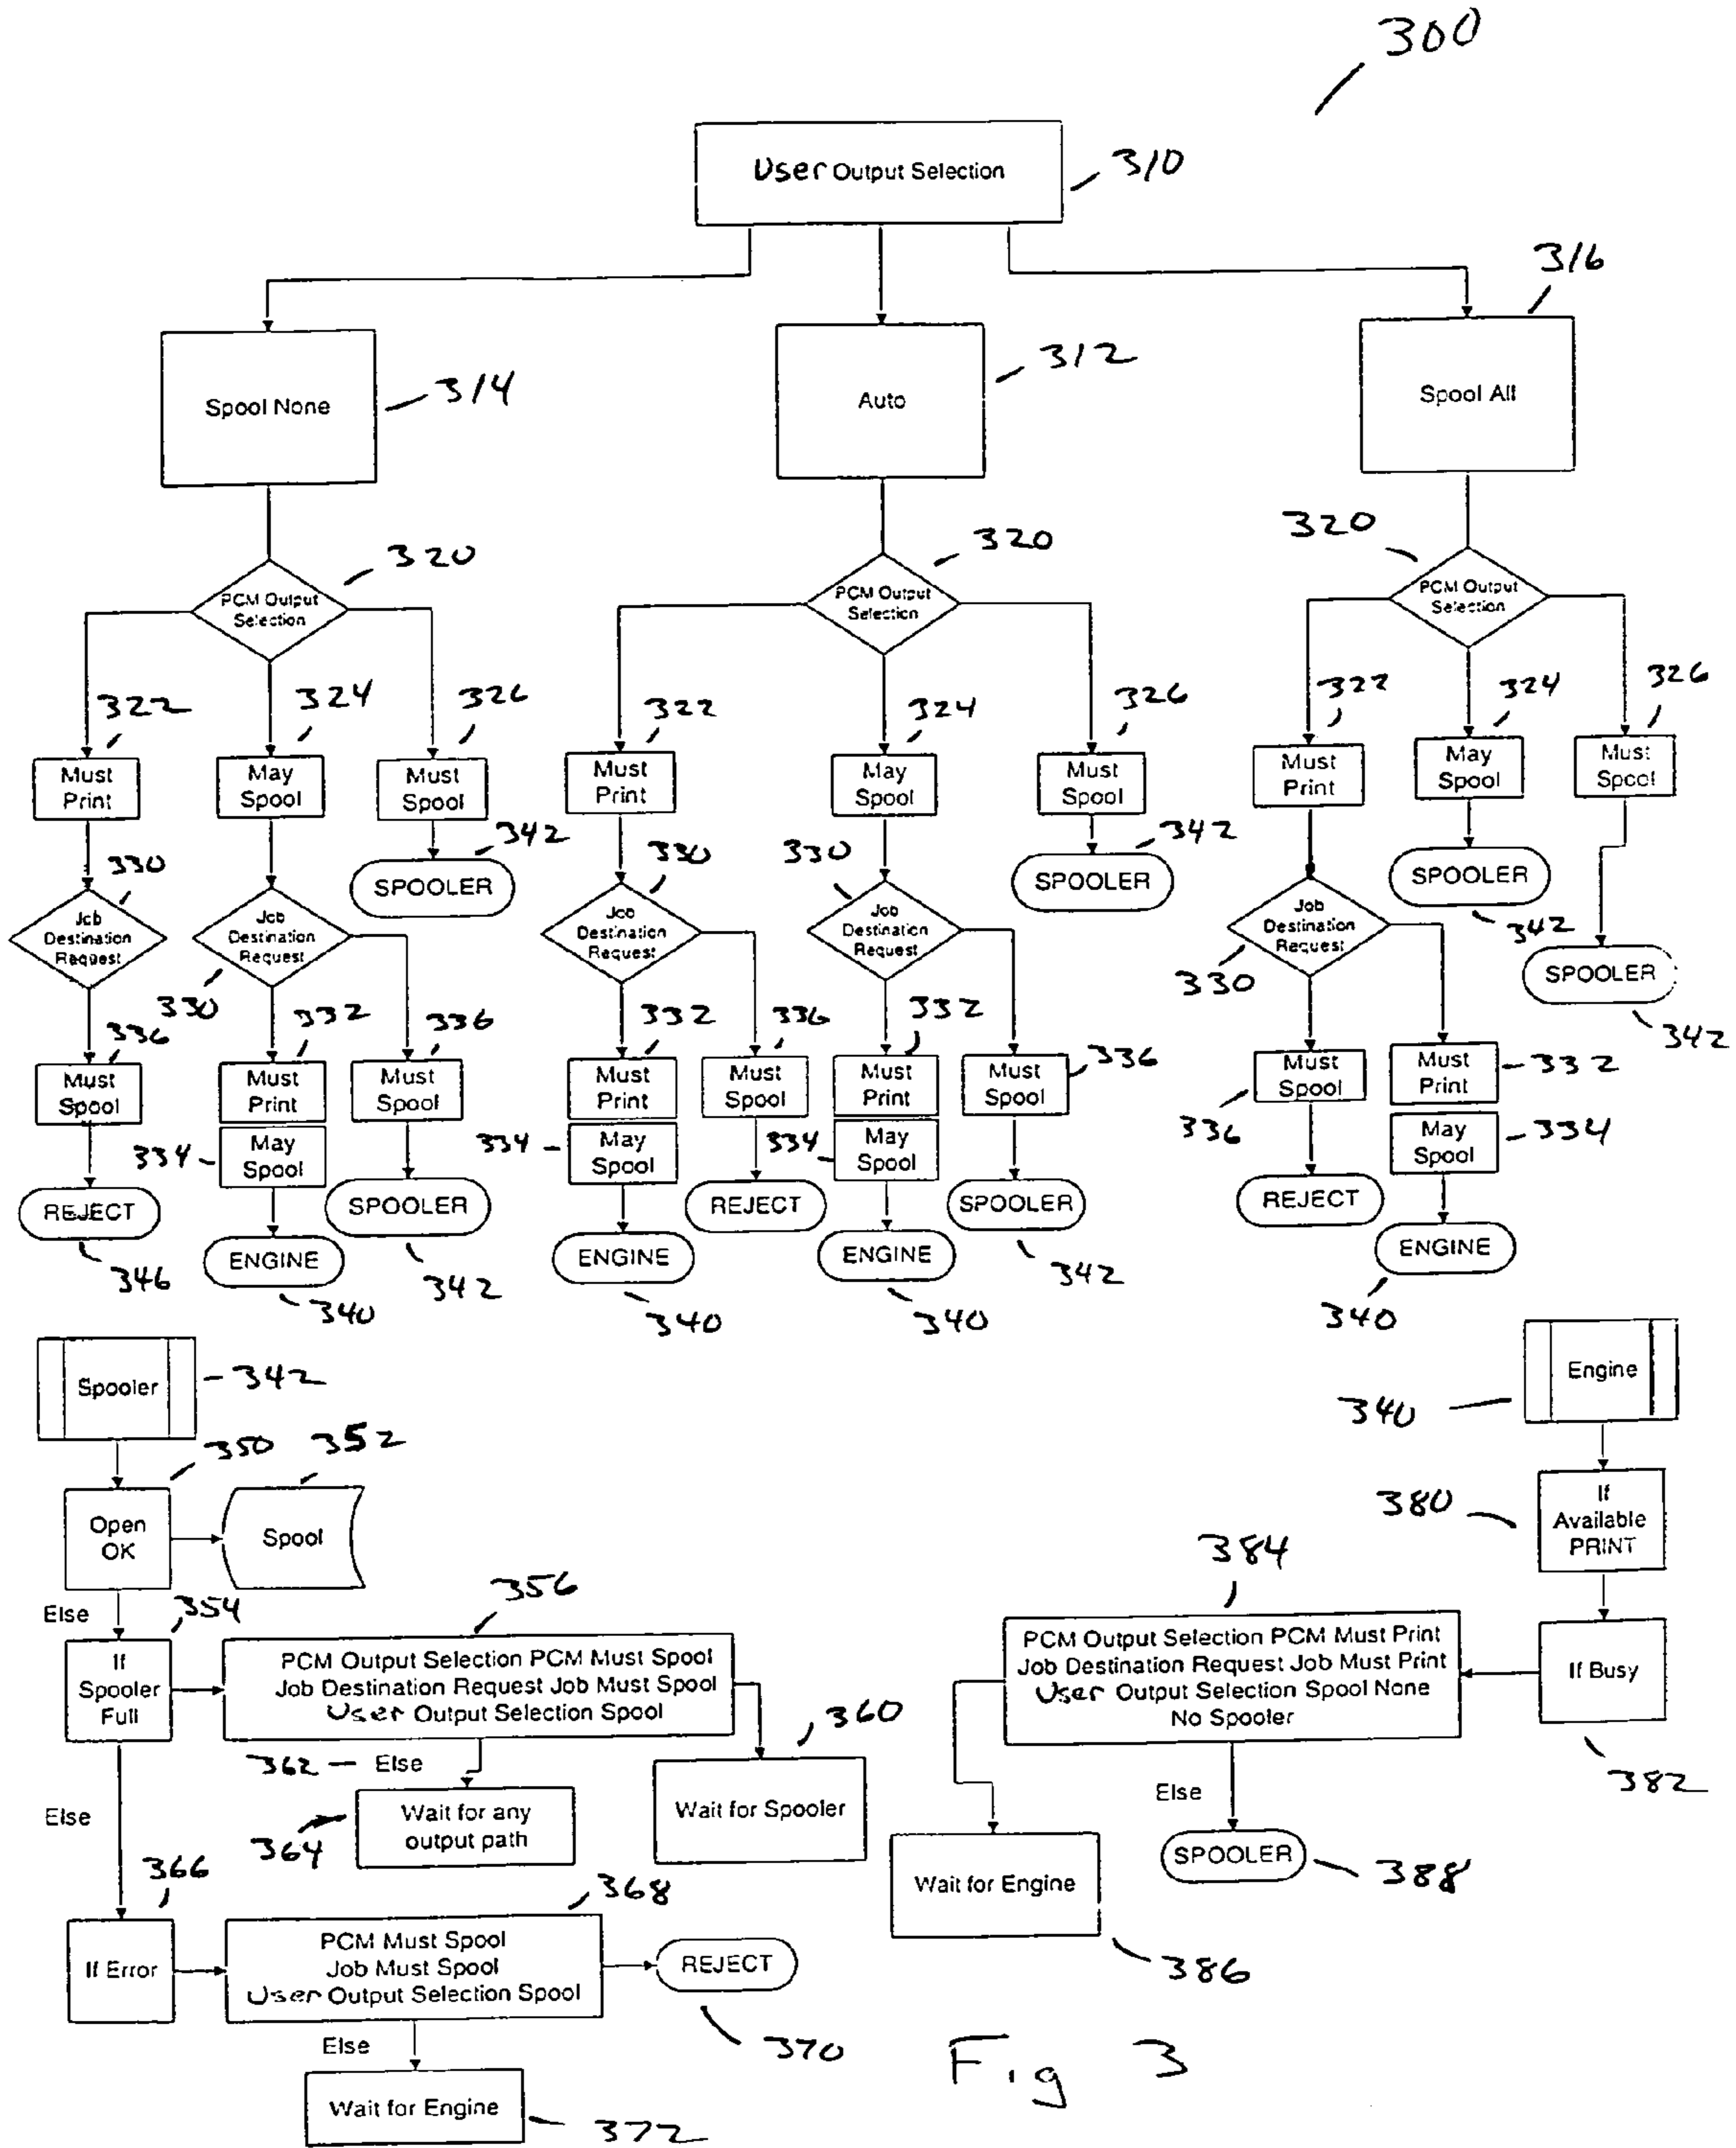 300
User Output Selection
310
316
312
314
Spool None
Auto
Spool All
320
320
320
PCM Output
Selection
PCM Output
Selection
PCM Output
Selection
322
324
326
322
324
326
322
324
326
Must
Print
May
Spool
Must
Spool
Must
Print
May
Spool
Must
Spool
Must
Print
May
Spool
Must
Spool
342
342
330
330
330
SPOOLER
SPOOLER
SPOOLER
342
Job
Destination
Request
Job
Destination
Request
Job
Destination
Request
Job
Destination
Request
Job
Destination
Request
330
330
SPOOLER
342
336
332
336
332
336
332
336
Must
Spool
Must
Print
Must
Spool
Must
Print
Must
Spool
Must
Print
Must
Spool
Must
Spool
Must
Print
332
336
334
May
Spool
334
May
Spool
334
May
Spool
May
Spool
334
REJECT
SPOOLER
REJECT
SPOOLER
REJECT
ENGINE
ENGINE
ENGINE
ENGINE
346
340
342
340
340
342
340
Spooler
342
Engine
340
350
352
Open
OK
Spool
380
If
Available
PRINT
Else
354
356
384
If
Spooler
Full
PCM Output Selection PCM Must Spool
Job Destination Request Job Must Spool
User Output Selection Spool
PCM Output Selection PCM Must Print
Job Destination Request Job Must Print
User Output Selection Spool None
No Spooler
If Busy
382
362
Else
360
Else
Wait for any
output path
364
Wait for Spooler
Else
SPOOLER
388
Wait for Engine
386
366
368
If Error
PCM Must Spool
Job Must Spool
User Output Selection Spool
REJECT
370
Else
Wait for Engine
372
Fig 3